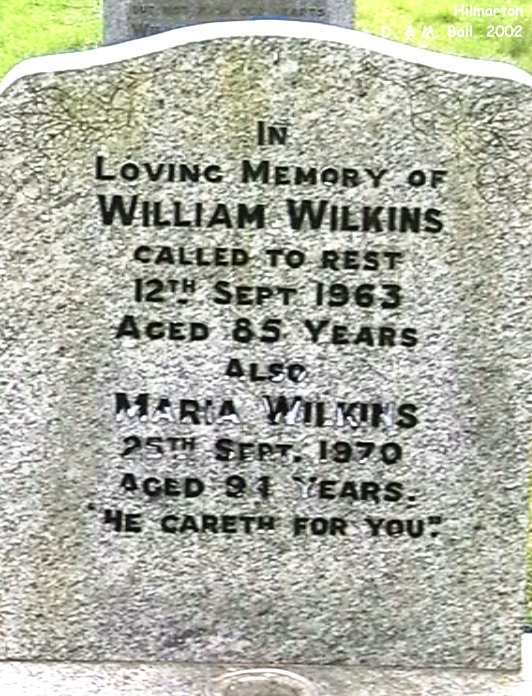 Hilmarton
D. & M. Ball, 2002
IN
LOVING MEMORY OF
WILLIAM WILKINS
CALLED TO REST
12TH SEPT 1963
AGED 85 YEARS
ALSO
MARIA WILKINS
25TH SEPT. 1970
AGED 91 YEARS.
"HE CARETH FOR YOU".